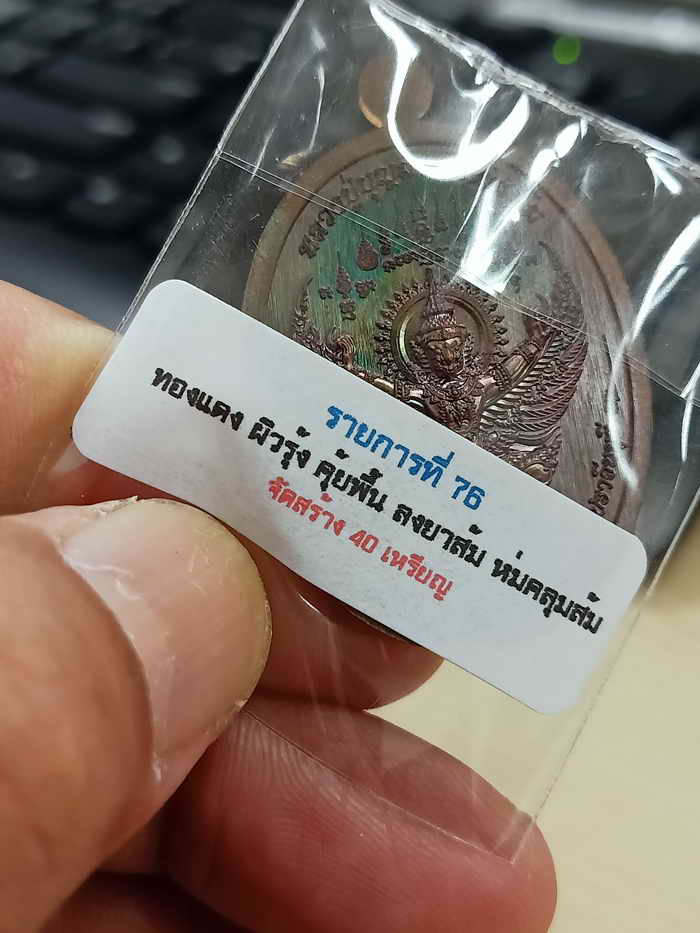 รายการที่ 76
ทองแดง ผิวรุ้ง คุ้ยพื้น ลงยาส้ม ห่มคลุมส้ม
จัดสร้าง 40 เหรียญ